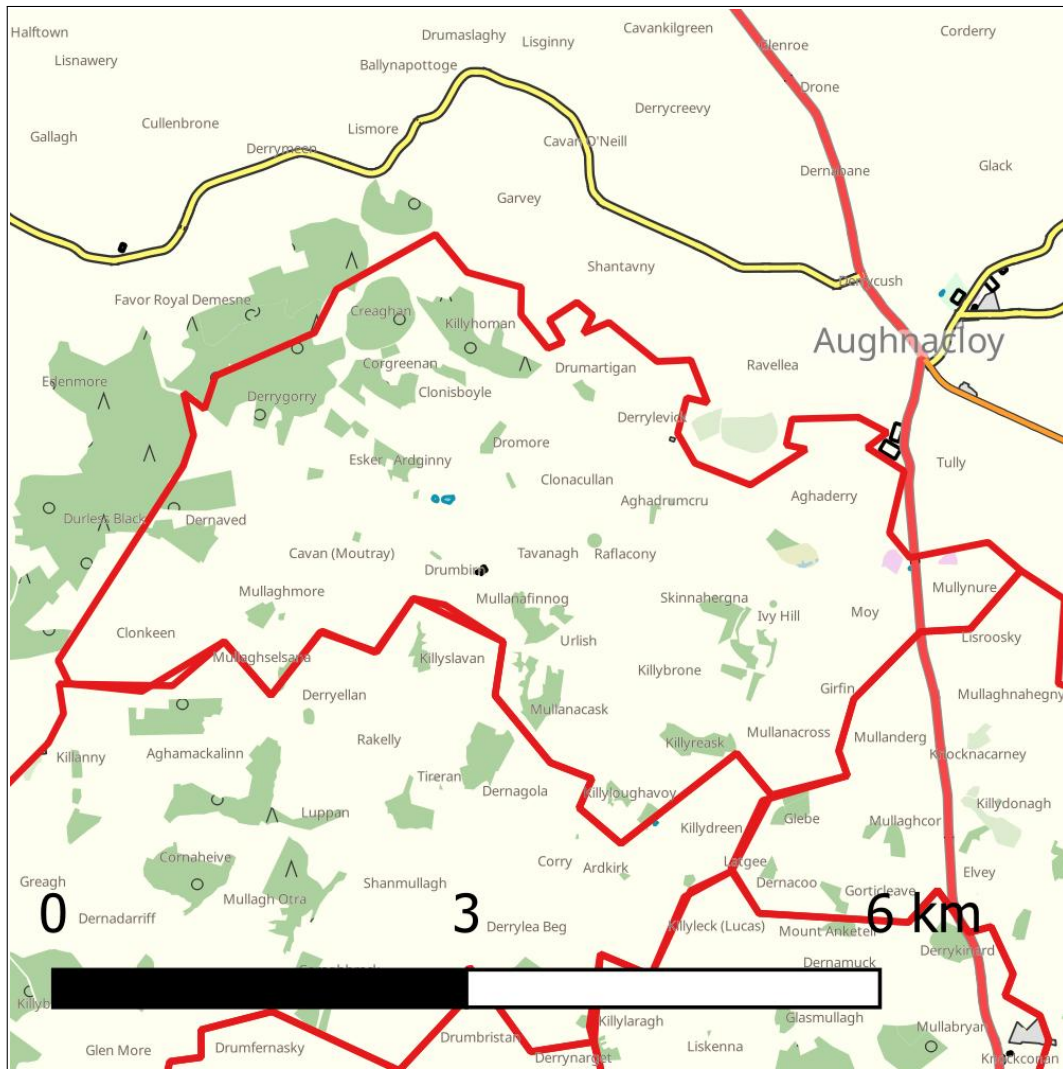 Halftown
Drumaslaghy
Lisginny
Cavankilgreen
Corderry
Glenroe
Lisnawery
Ballynapottoge
Drone
Derrycreevy
Cullenbrone
Lismore
Gallagh
Derrymeen
Cavan O'Neill
Glack
Dernabane
Garvey
Shantavny
Derrycush
Favor Royal Demesne
Creaghan
Killyhoman
Aughnacloy
Corgreenan
Drumartigan
Ravellea
Edenmore
Derrygorry
Clonisboyle
Derrylevick
Dromore
Esker
Ardginny
Tully
Clonacullan
Aghadrumcru
Aghaderry
Durless Black
Dernaved
Cavan (Moutray)
Tavanagh
Raflacony
Drumbirn
Mullaghmore
Mullanafinnog
Skinnahergna
Mullynure
Ivy Hill
Moy
Clonkeen
Urlish
Lisroosky
Mullaghselsana
Killyslavan
Killybrone
Girfin
Derryellan
Mullaghnahegny
Mullanacask
Rakelly
Killyreask
Mullanacross
Mullanderg
Killanny
Aghamackalinn
Knocknacarney
Tireran
Dernagola
Killyloughavoy
Killydonagh
Luppan
Killydreen
Glebe
Mullaghcor
Cornaheive
Corry
Ardkirk
Latgee
Elvey
Greagh
Shanmullagh
Dernacoo
Gorticleave
Mullagh Otra
0
3
6 km
Dernadarriff
Derrylea Beg
Killyleck (Lucas)
Mount Anketell
Derrykinard
Dernamuck
Killylaragh
Glasmullagh
Mullabryan
Glen More
Drumfernasky
Drumbristan
Derrynarget
Liskenna
Knockconan